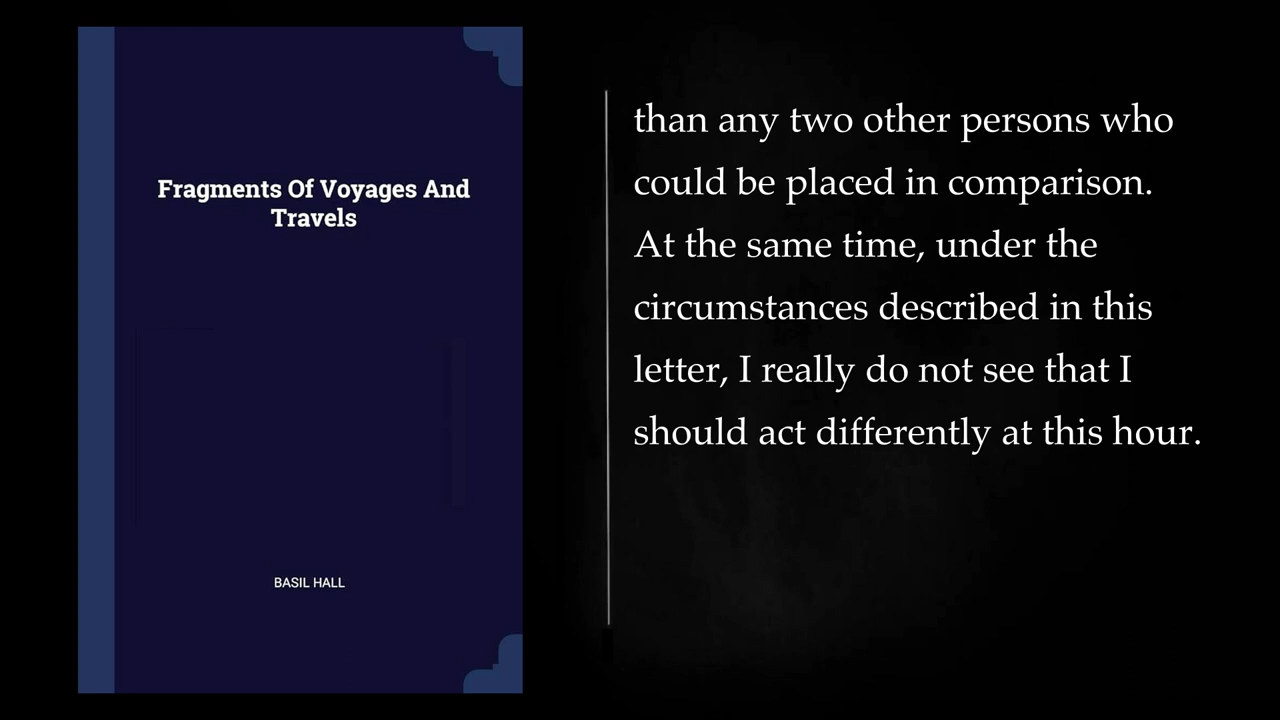 Fragments Of Voyages And
Travels
BASIL HALL
than any two other persons who
could be placed in comparison.
At the same time, under the
circumstances described in this
letter, I really do not see that I
should act differently at this hour.